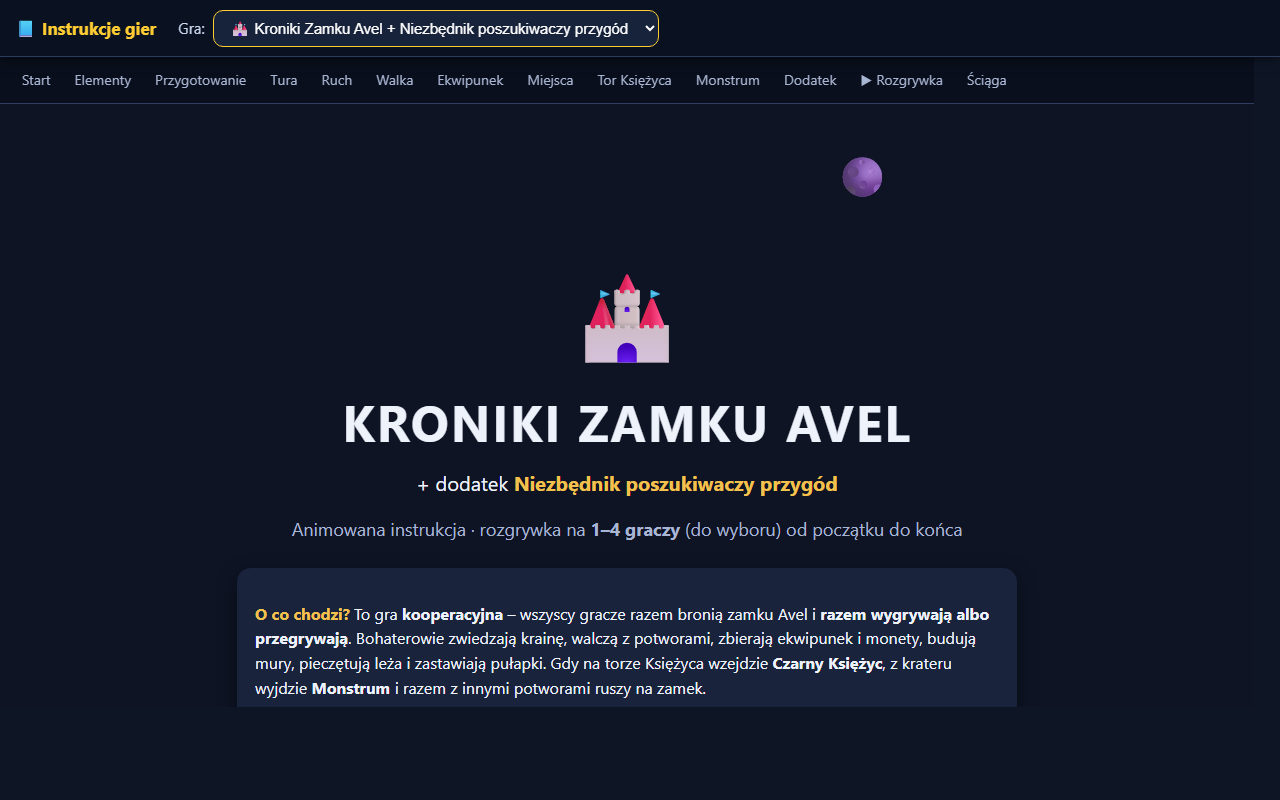 Instrukcje gier Gra: Kroniki Zamku Avel + Niezbędnik poszukiwaczy przygód
Start Elementy Przygotowanie Tura Ruch Walka Ekwipunek Miejsca Tor Księżyca Monstrum Dodatek ▶ Rozgrywka Ściąga
KRONIKI ZAMKU AVEL
+ dodatek Niezbędnik poszukiwaczy przygód
Animowana instrukcja · rozgrywka na 1–4 graczy (do wyboru) od początku do końca
O co chodzi? To gra kooperacyjna – wszyscy gracze razem bronią zamku Avel i razem wygrywają albo
przegrywają. Bohaterowie zwiedzają krainę, walczą z potworami, zbierają ekwipunek i monety, budują
mury, pieczętują leża i zastawiają pułapki. Gdy na torze Księżyca wzejdzie Czarny Księżyc, z krateru
wyjdzie Monstrum i razem z innymi potworami ruszy na zamek.